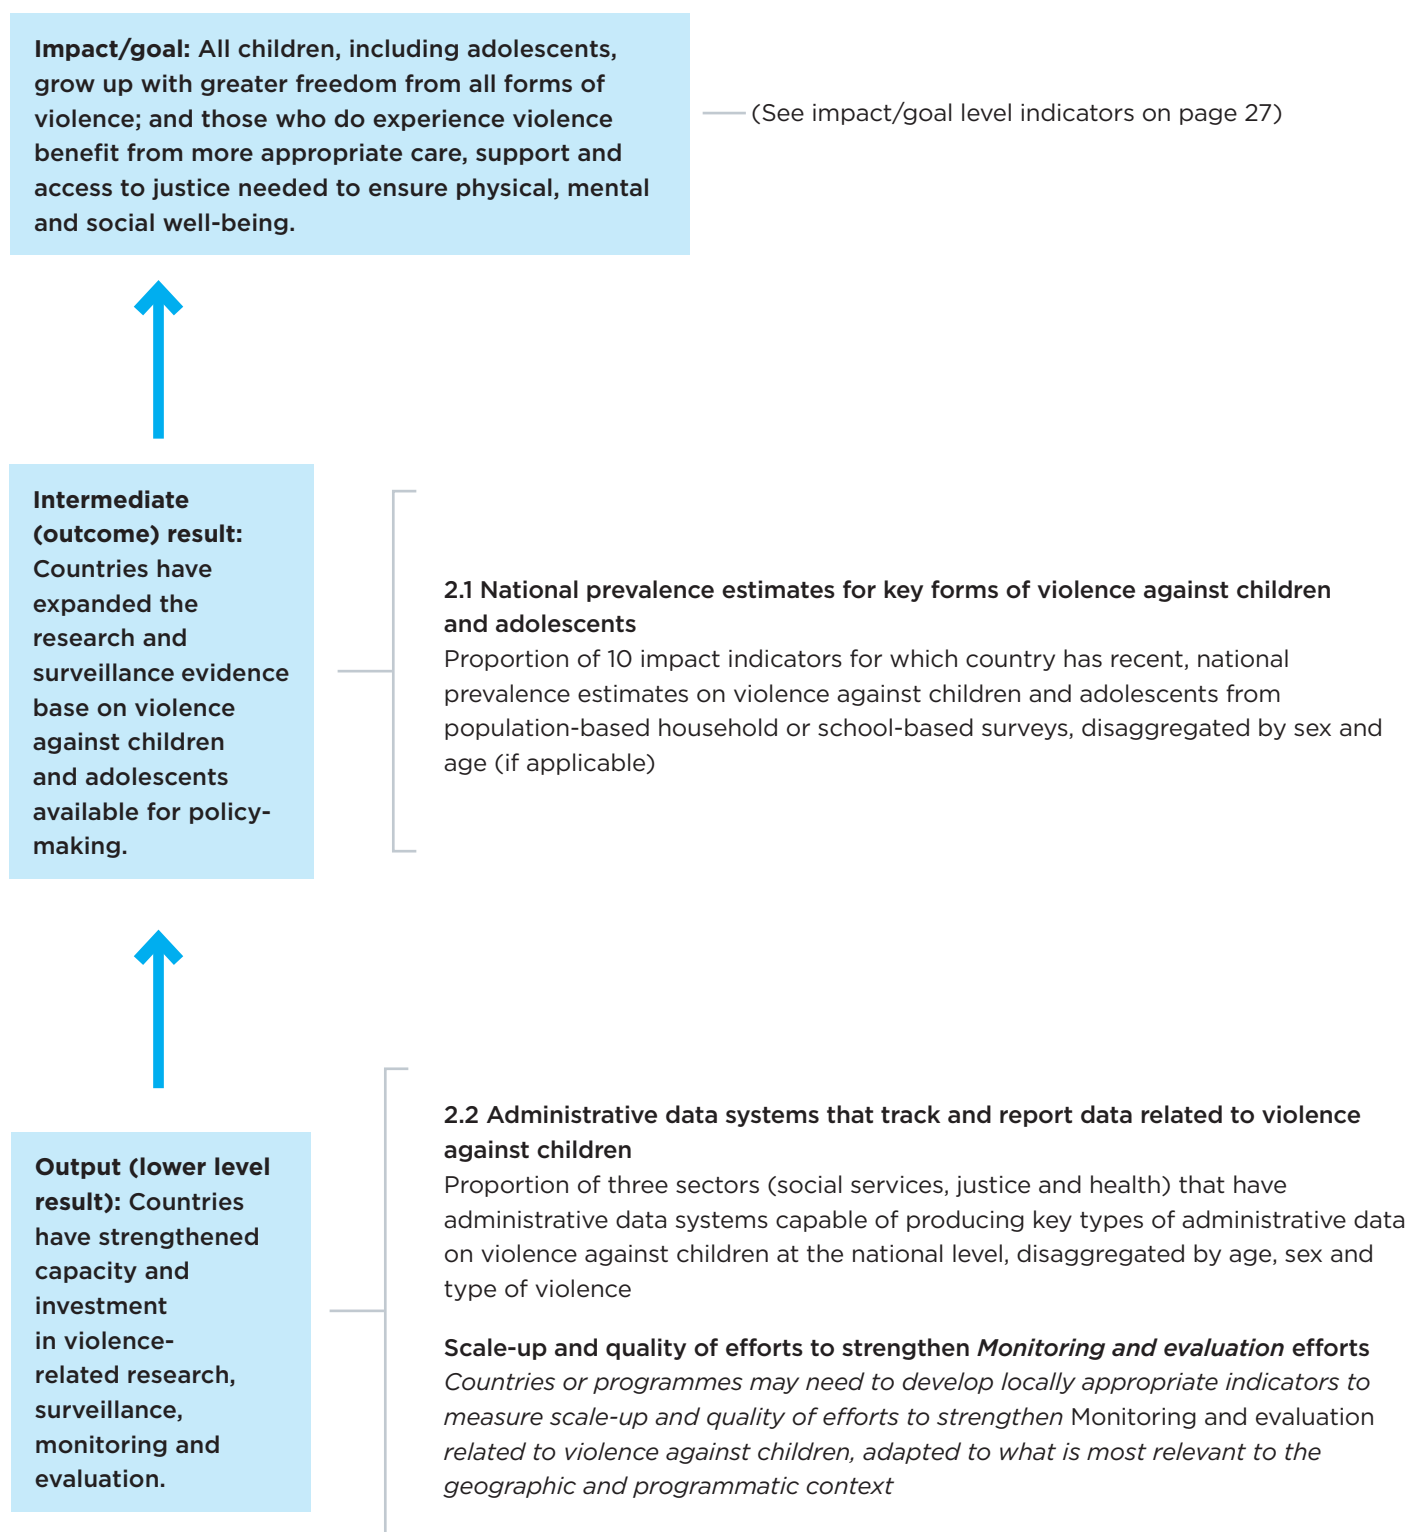 Impact/goal: All children, including adolescents,
grow up with greater freedom from all forms of
violence; and those who do experience violence
benefit from more appropriate care, support and
access to justice needed to ensure physical, mental
and social well-being.
(See impact/goal level indicators on page 27)
Intermediate
(outcome) result:
Countries have
expanded the
research and
surveillance evidence
base on violence
against children
and adolescents
available for policy-
making.
2.1 National prevalence estimates for key forms of violence against children
and adolescents
Proportion of 10 impact indicators for which country has recent, national
prevalence estimates on violence against children and adolescents from
population-based household or school-based surveys, disaggregated by sex and
age (if applicable)
Output (lower level
result): Countries
have strengthened
capacity and
investment
in violence-
related research,
surveillance,
monitoring and
evaluation.
2.2 Administrative data systems that track and report data related to violence
against children
Proportion of three sectors (social services, justice and health) that have
administrative data systems capable of producing key types of administrative data
on violence against children at the national level, disaggregated by age, sex and
type of violence
Scale-up and quality of efforts to strengthen Monitoring and evaluation efforts
Countries or programmes may need to develop locally appropriate indicators to
measure scale-up and quality of efforts to strengthen Monitoring and evaluation
related to violence against children, adapted to what is most relevant to the
geographic and programmatic context